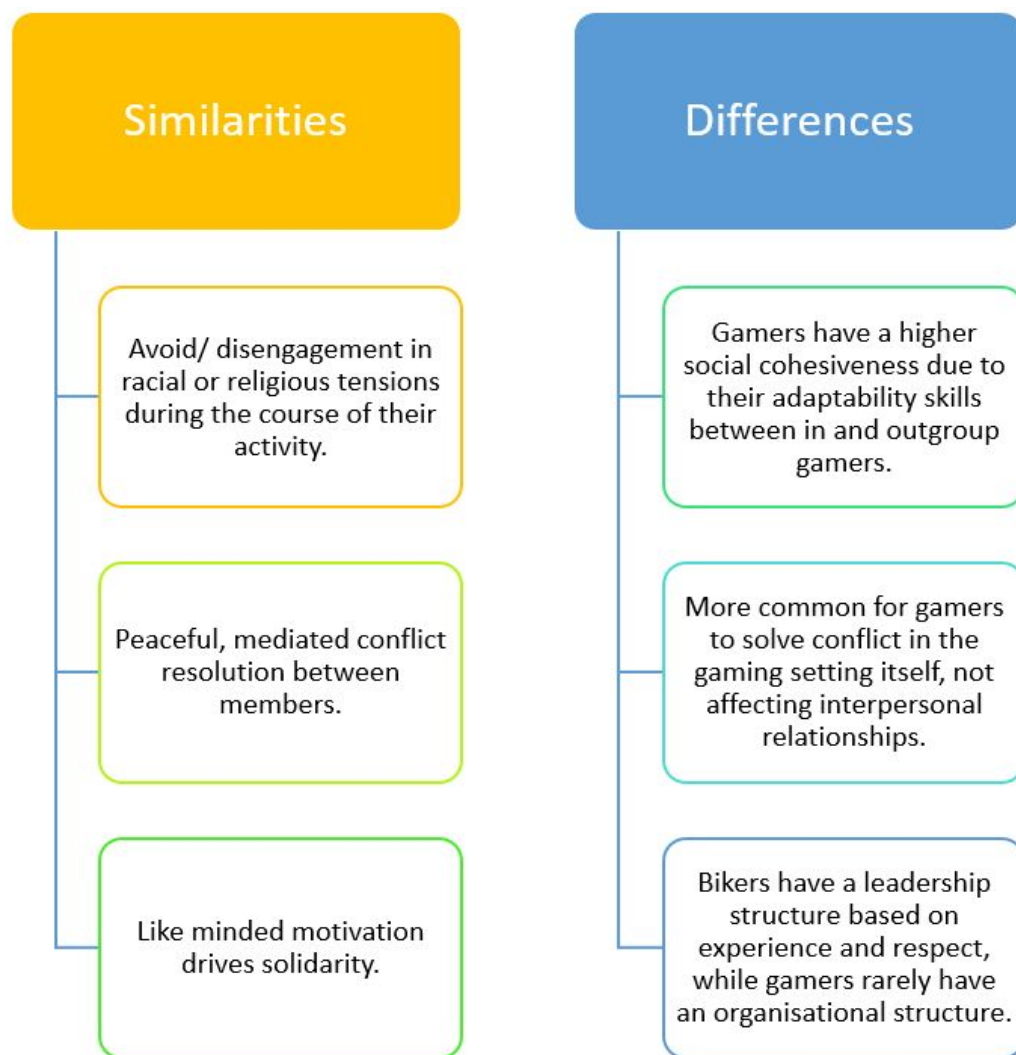 Similarities
Avoid/ disengagement in
racial or religious tensions
during the course of their
activity.
Peaceful, mediated conflict
resolution between
members.
Like minded motivation
drives solidarity.
Differences
Gamers have a higher
social cohesiveness due to
their adaptability skills
between in and outgroup
gamers.
More common for gamers
to solve conflict in the
gaming setting itself, not
affecting interpersonal
relationships.
Bikers have a leadership
structure based on
experience and respect,
while gamers rarely have
an organisational structure.